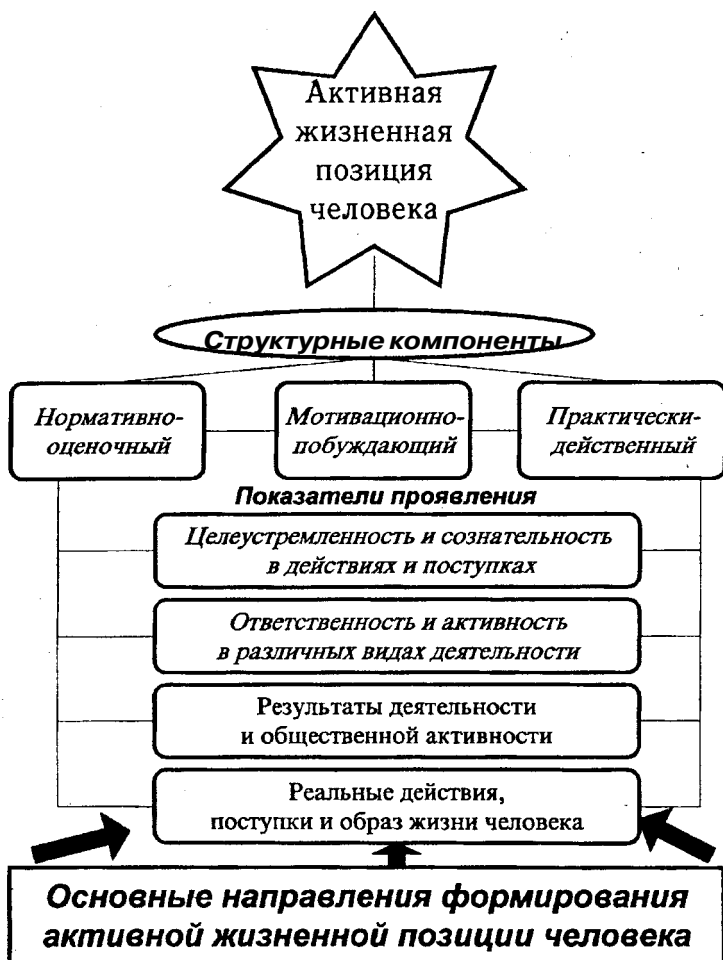 Активная
жизненная
позиция
человека
Структурные компоненты
Нормативно-
оценочный
Мотивационно-
побуждающий
Практически-
действенный
Показатели проявления
Целеустремленность и сознательность
в действиях и поступках
Ответственность и активность
в различных видах деятельности
Результаты деятельности
и общественной активности
Реальные действия,
поступки и образ жизни человека
Основные направления формирования
активной жизненной позиции человека